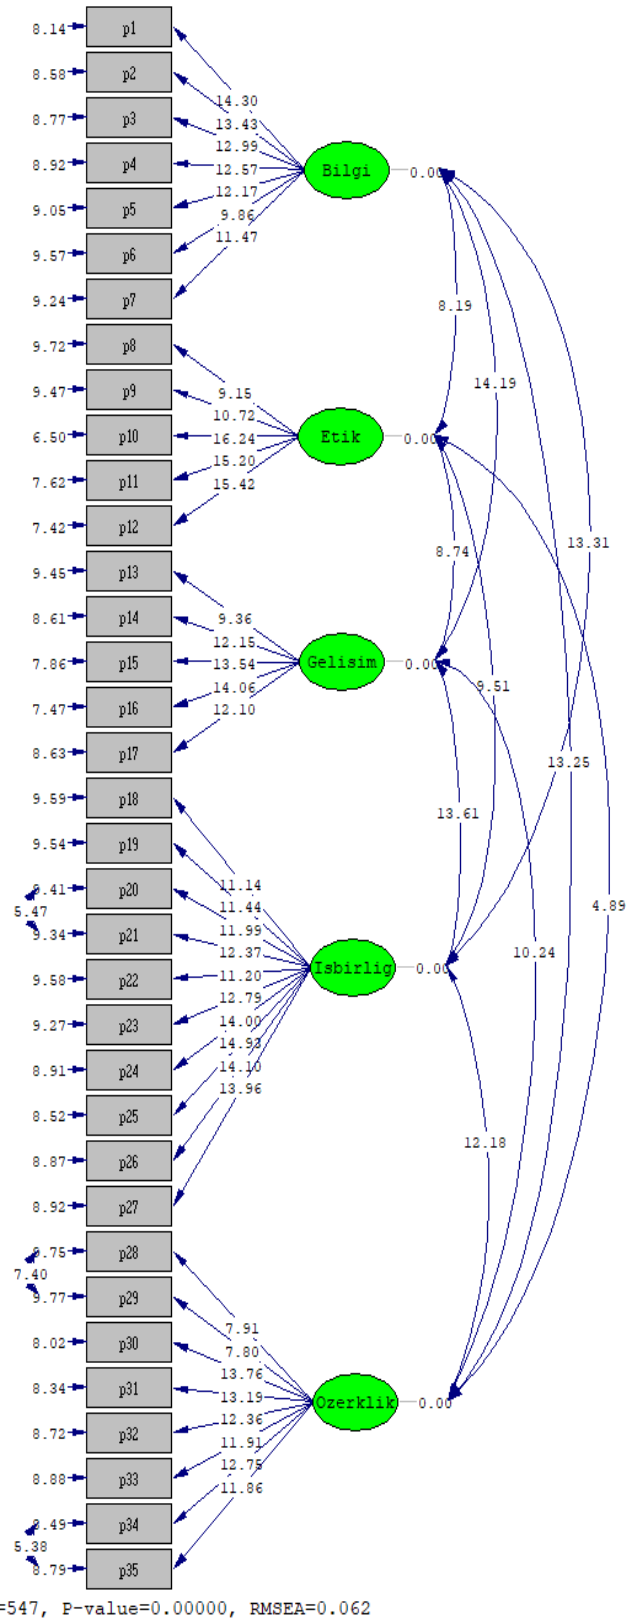 8.14 p1
8.58 p2
14.30
8.77 p3
13.43
12.99
8.92 p4
12.57 Bilgi 0.00
12.17
9.05 p5
9.86
11.47
9.57 p6
9.24 p7
8.19
9.72 p8
14.19
9.47 p9
9.15
10.72
6.50 p10
16.24 Etik 0.00
15.20
7.62 p11
15.42
7.42 p12
13.31
8.74
9.45 p13
8.61 p14
9.36
12.15
7.86 p15
13.54 Gelisim 0.00
14.06
9.51
7.47 p16
12.10
8.63 p17
13.25
9.59 p18
13.61
9.54 p19
9.41 p20
11.14
5.47
11.44
4.89
9.34 p21
11.99
12.37
10.24
9.58 p22
11.20 Isbirlig 0.00
12.79
9.27 p23
14.00
14.93
8.91 p24
14.10
13.96
8.52 p25
12.18
8.87 p26
8.92 p27
9.75 p28
7.40
9.77 p29
7.91
8.02 p30
7.80
13.76
8.34 p31
13.19 Ozerklik 0.00
12.36
8.72 p32
11.91
12.75
8.88 p33
11.86
8.49 p34
5.38
8.79 p35
=547, P-value=0.00000, RMSEA=0.062